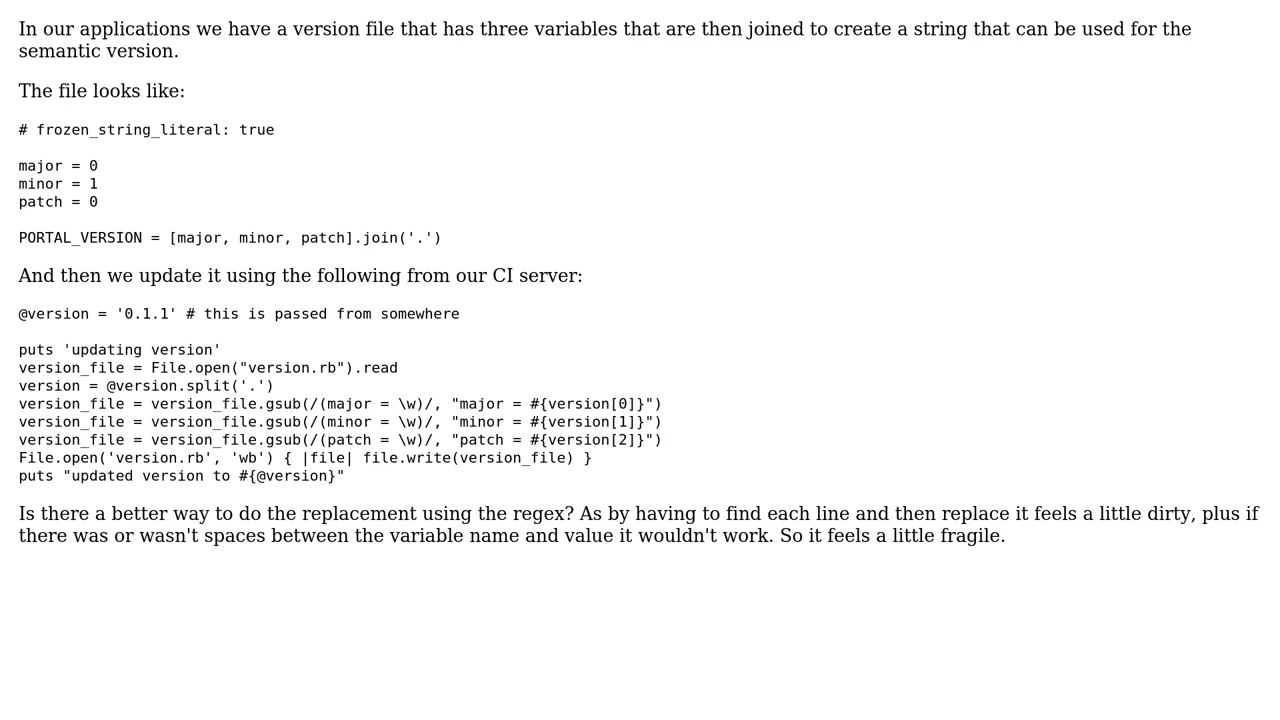 In our applications we have a version file that has three variables that are then joined to create a string that can be used for the
semantic version.
The file looks like:
# frozen_string_literal: true
major = 0
minor = 1
patch = 0
PORTAL_VERSION = [major, minor, patch].join('.')
And then we update it using the following from our CI server:
@version = '0.1.1' # this is passed from somewhere
puts 'updating version'
version_file = File.open("version.rb").read
version = @version.split('.')
version_file = version_file.gsub(/(major = \w)/, "major = #{version[0]}")
version_file = version_file.gsub(/(minor = \w)/, "minor = #{version[1]}")
version_file = version_file.gsub(/(patch = \w)/, "patch = #{version[2]}")
File.open('version.rb', 'wb') { |file| file.write(version_file) }
puts "updated version to #{@version}"
Is there a better way to do the replacement using the regex? As by having to find each line and then replace it feels a little dirty, plus if
there was or wasn't spaces between the variable name and value it wouldn't work. So it feels a little fragile.